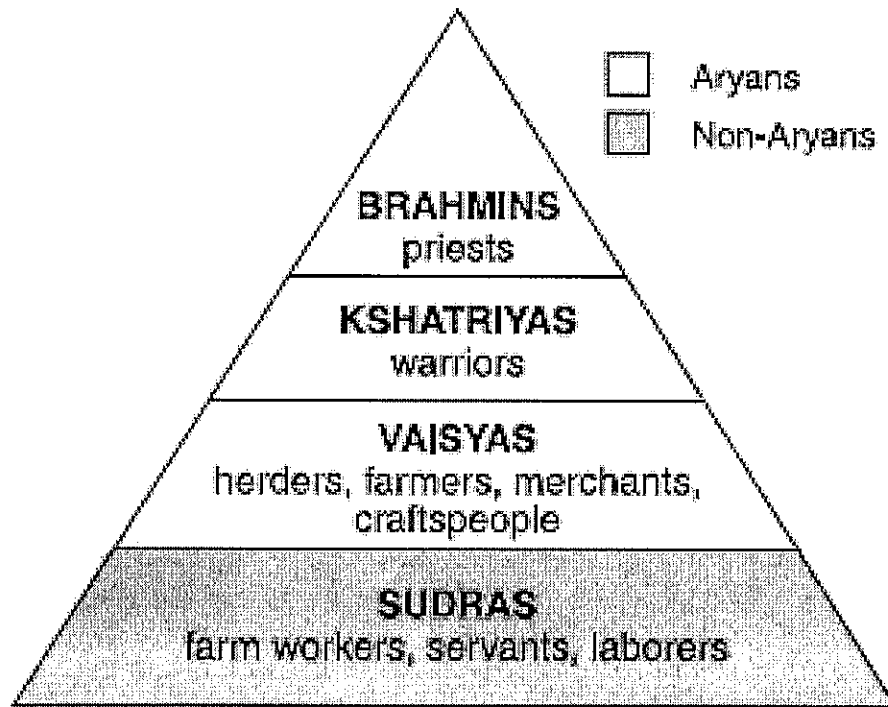 Aryans
Non-Aryans
BRAHMINS
priests
KSHATRIYAS
warriors
VAISYAS
herders, farmers, merchants,
craftspeople
SUDRAS
farm workers, servants, laborers